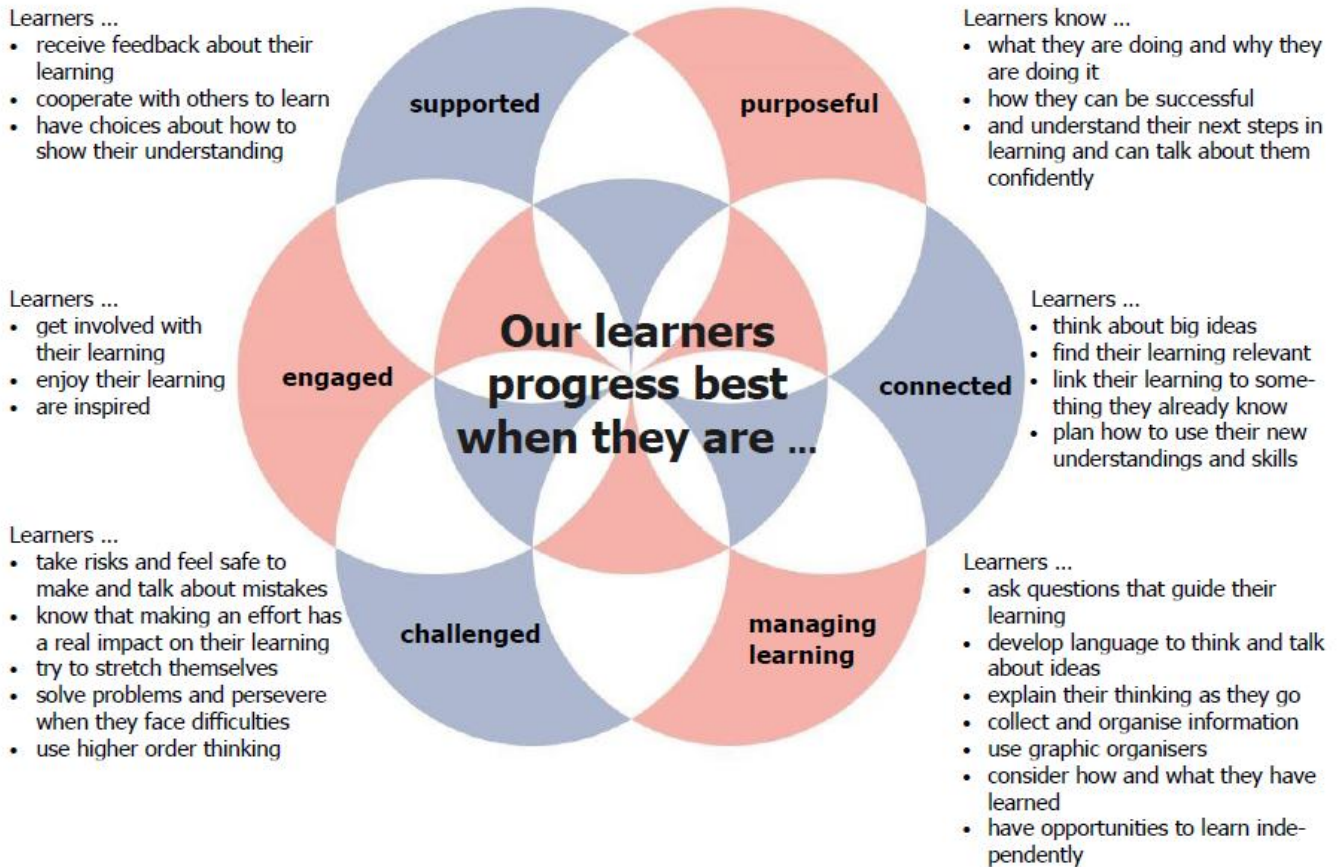 Learners ...
• receive feedback about their
learning
• cooperate with others to learn
• have choices about how to
show their understanding
supported
purposeful
Learners know ...
• what they are doing and why they
are doing it
• how they can be successful
• and understand their next steps in
learning and can talk about them
confidently
Learners ...
• get involved with
their learning
• enjoy their learning
• are inspired
engaged
Our learners
progress best
when they are ...
connected
Learners ...
• think about big ideas
• find their learning relevant
• link their learning to some-
thing they already know
• plan how to use their new
understandings and skills
Learners ...
• take risks and feel safe to
make and talk about mistakes
• know that making an effort has
a real impact on their learning
• try to stretch themselves
• solve problems and persevere
when they face difficulties
• use higher order thinking
challenged
managing
learning
Learners ...
• ask questions that guide their
learning
• develop language to think and talk
about ideas
• explain their thinking as they go
• collect and organise information
• use graphic organisers
• consider how and what they have
learned
• have opportunities to learn inde-
pendently